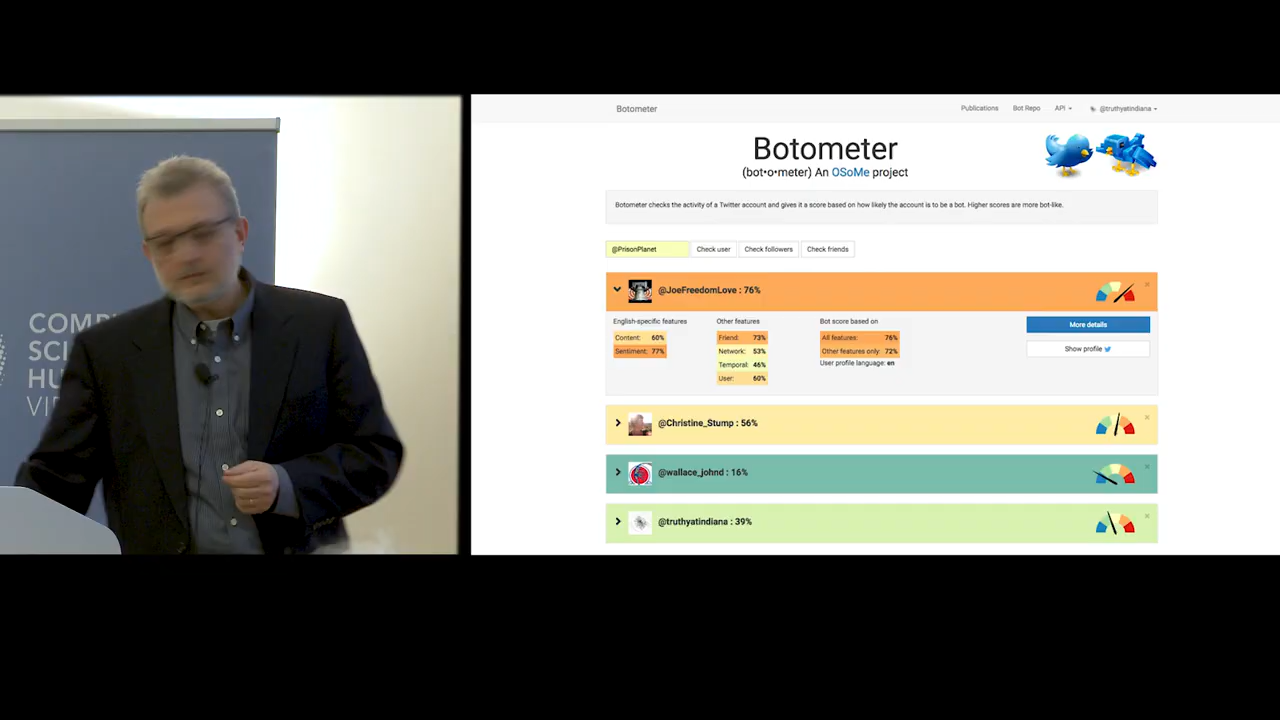 COMP
SCI
HU
VI
Botometer
Publications
Bot Repo
API
@truthyatindiana
Botometer
(bot•o•meter) An OSoMe project
Botometer checks the activity of a Twitter account and gives it a score based on how likely the account is to be a bot. Higher scores are more bot-like.
@PrisonPlanet
Check user
Check followers
Check friends
@JoeFreedomLove : 76%
English-specific features
Content: 60%
Sentiment: 77%
Other features
Friend: 73%
Network: 53%
Temporal: 46%
User: 60%
Bot score based on
All features: 76%
Other features only: 72%
User profile language: en
More details
Show profile
@Christine_Stump : 56%
@wallace_johnd : 16%
@truthyatindiana : 39%